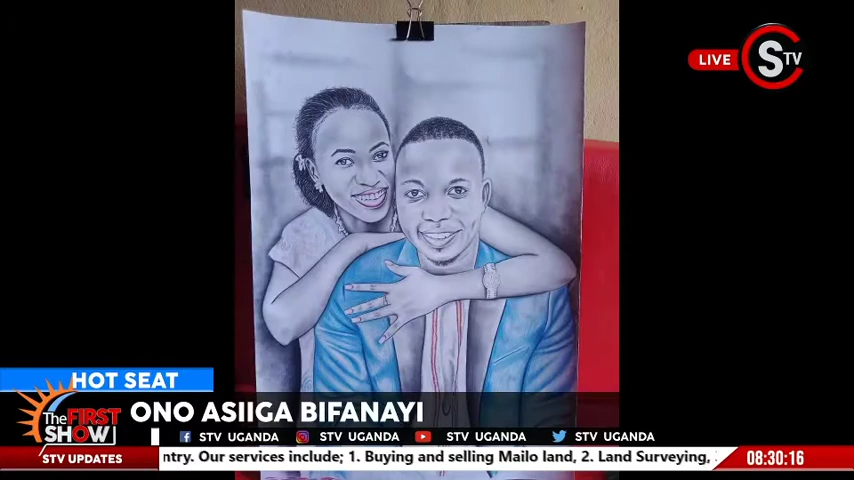 LIVE
S TV
HOT SEAT
The FIRST SHOW!
ONO ASIIGA BIFANAYI
STV UGANDA STV UGANDA STV UGANDA STV UGANDA
STV UPDATES
ntry. Our services include; 1. Buying and selling Mailo land, 2. Land Surveying,
08:30:16